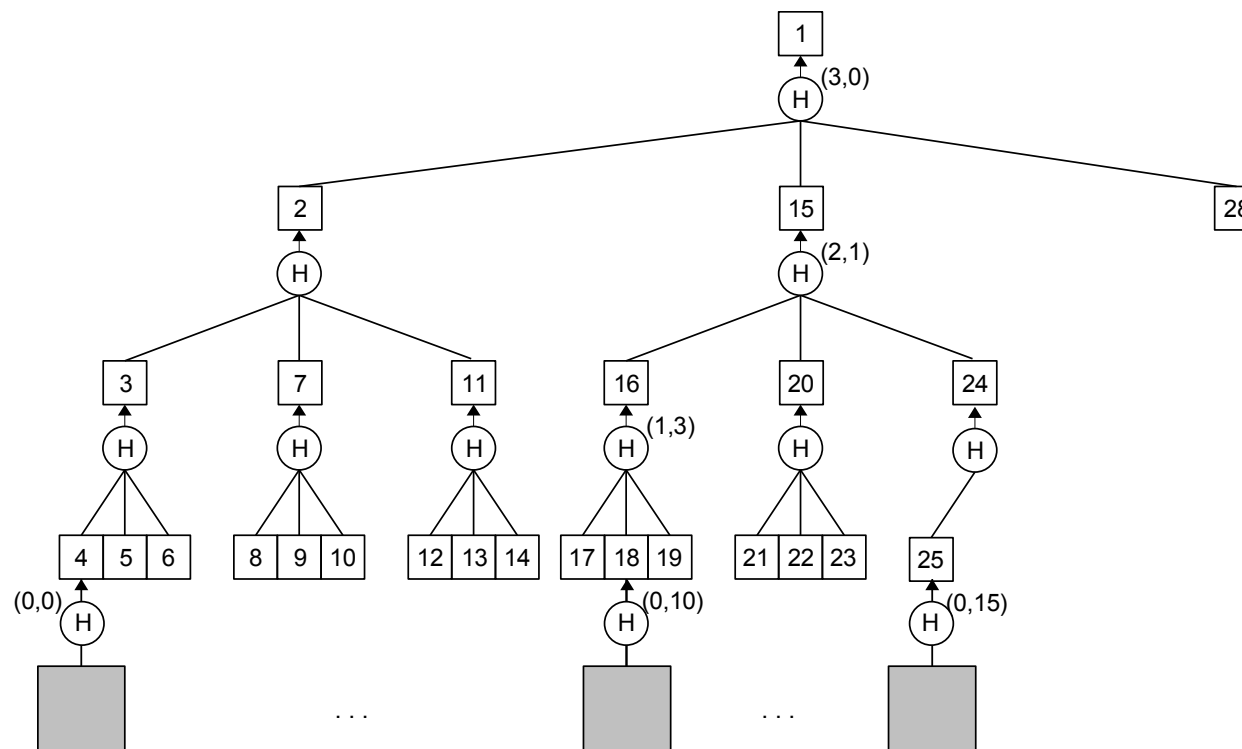 1
H (3,0)
2 15 28
H H (2,1)
3 7 11 16 20 24
H H H H (1,3) H H
4 5 6 8 9 10 12 13 14 17 18 19 21 22 23 25
(0,0) H H (0,10) H (0,15)
. . . . . .